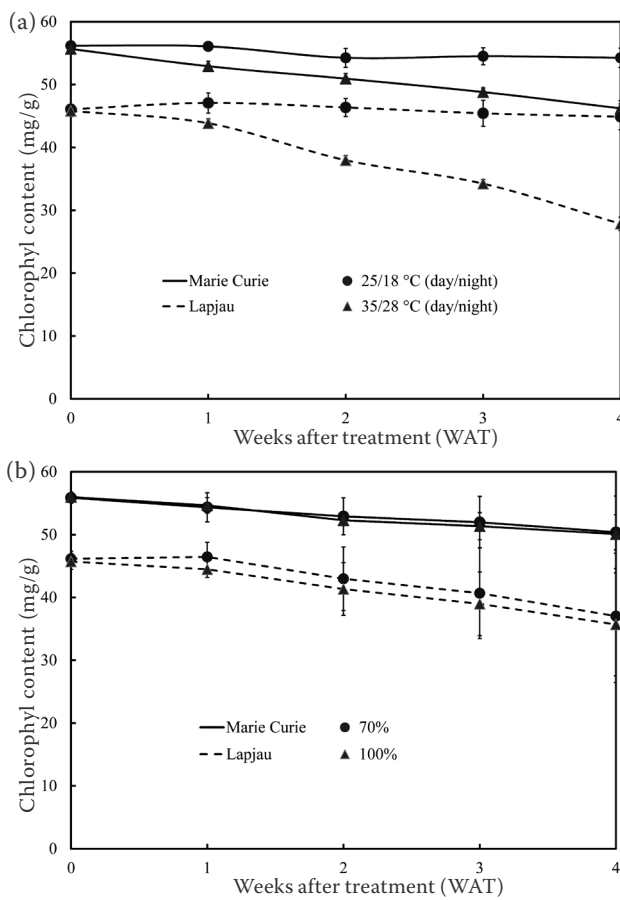 (a)
Chlorophyl content (mg/g)
60
50
40
30
20
10
0
Marie Curie
25/18 °C (day/night)
Lapjau
35/28 °C (day/night)
0 1 2 3 4
Weeks after treatment (WAT)
(b)
Chlorophyl content (mg/g)
60
50
40
30
20
10
0
Marie Curie
70%
Lapjau
100%
0 1 2 3 4
Weeks after treatment (WAT)